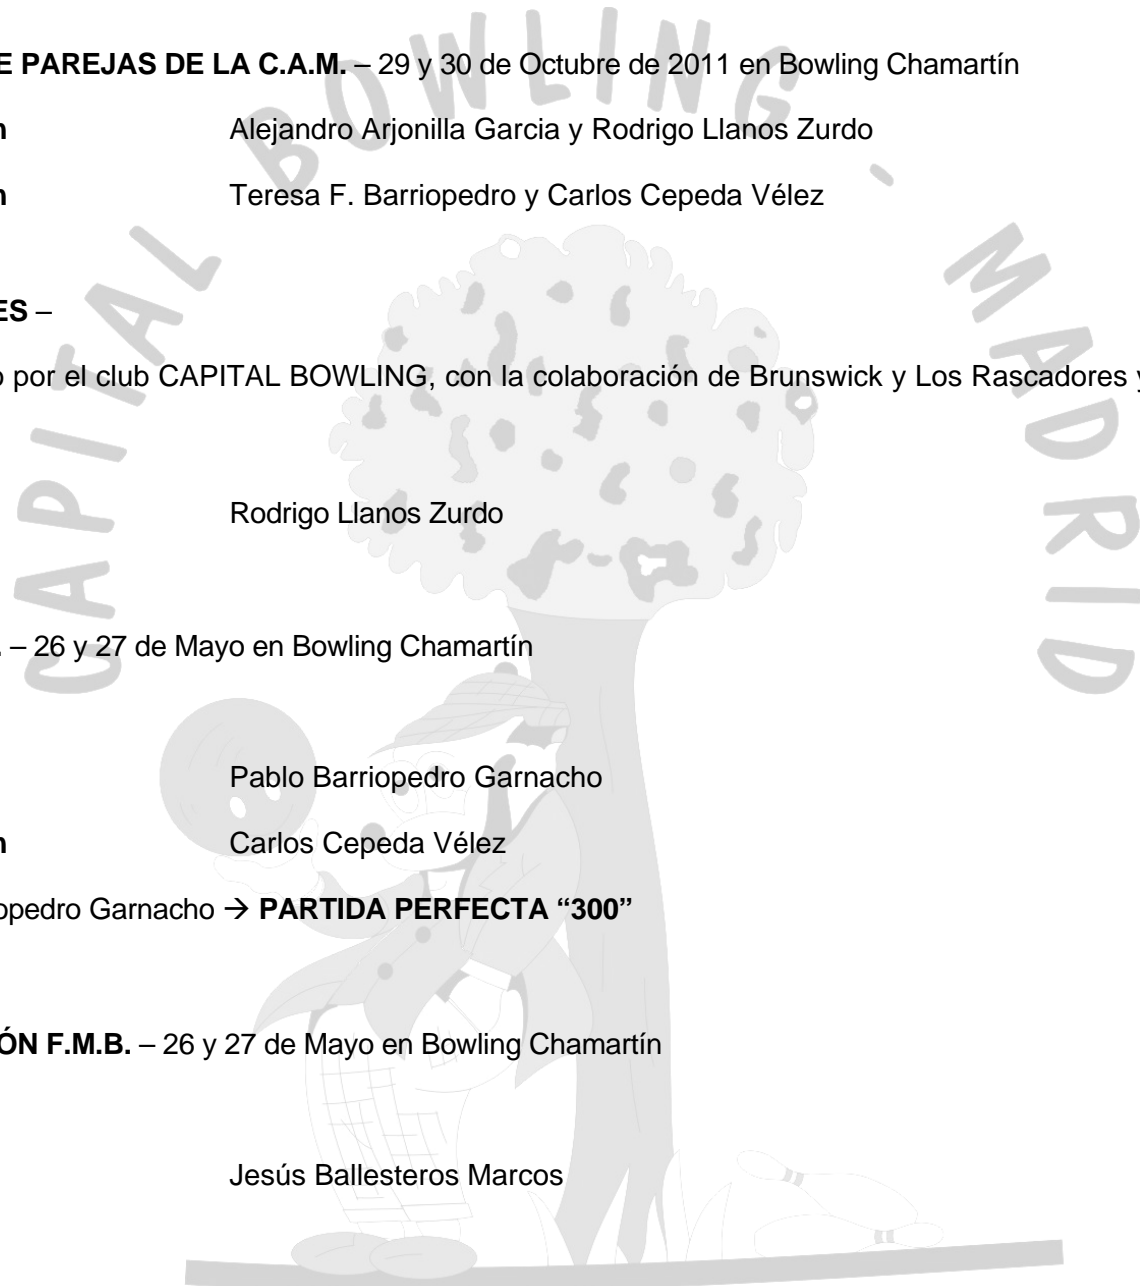 E PAREJAS DE LA C.A.M. – 29 y 30 de Octubre de 2011 en Bowling Chamartín
n Alejandro Arjonilla Garcia y Rodrigo Llanos Zurdo
n Teresa F. Barriopedro y Carlos Cepeda Vélez
ES –
o por el club CAPITAL BOWLING, con la colaboración de Brunswick y Los Rascadores y
Rodrigo Llanos Zurdo
. – 26 y 27 de Mayo en Bowling Chamartín
Pablo Barriopedro Garnacho
n Carlos Cepeda Vélez
opedro Garnacho → PARTIDA PERFECTA “300”
ÓN F.M.B. – 26 y 27 de Mayo en Bowling Chamartín
Jesús Ballesteros Marcos
CAPITAL BOWLING - MADRID